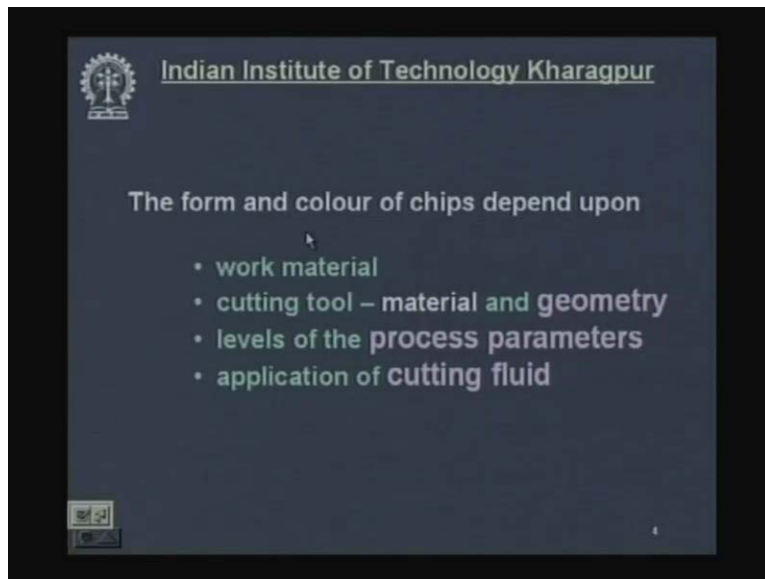 Indian Institute of Technology Kharagpur
The form and colour of chips depend upon
• work material
• cutting tool – material and geometry
• levels of the process parameters
• application of cutting fluid
4